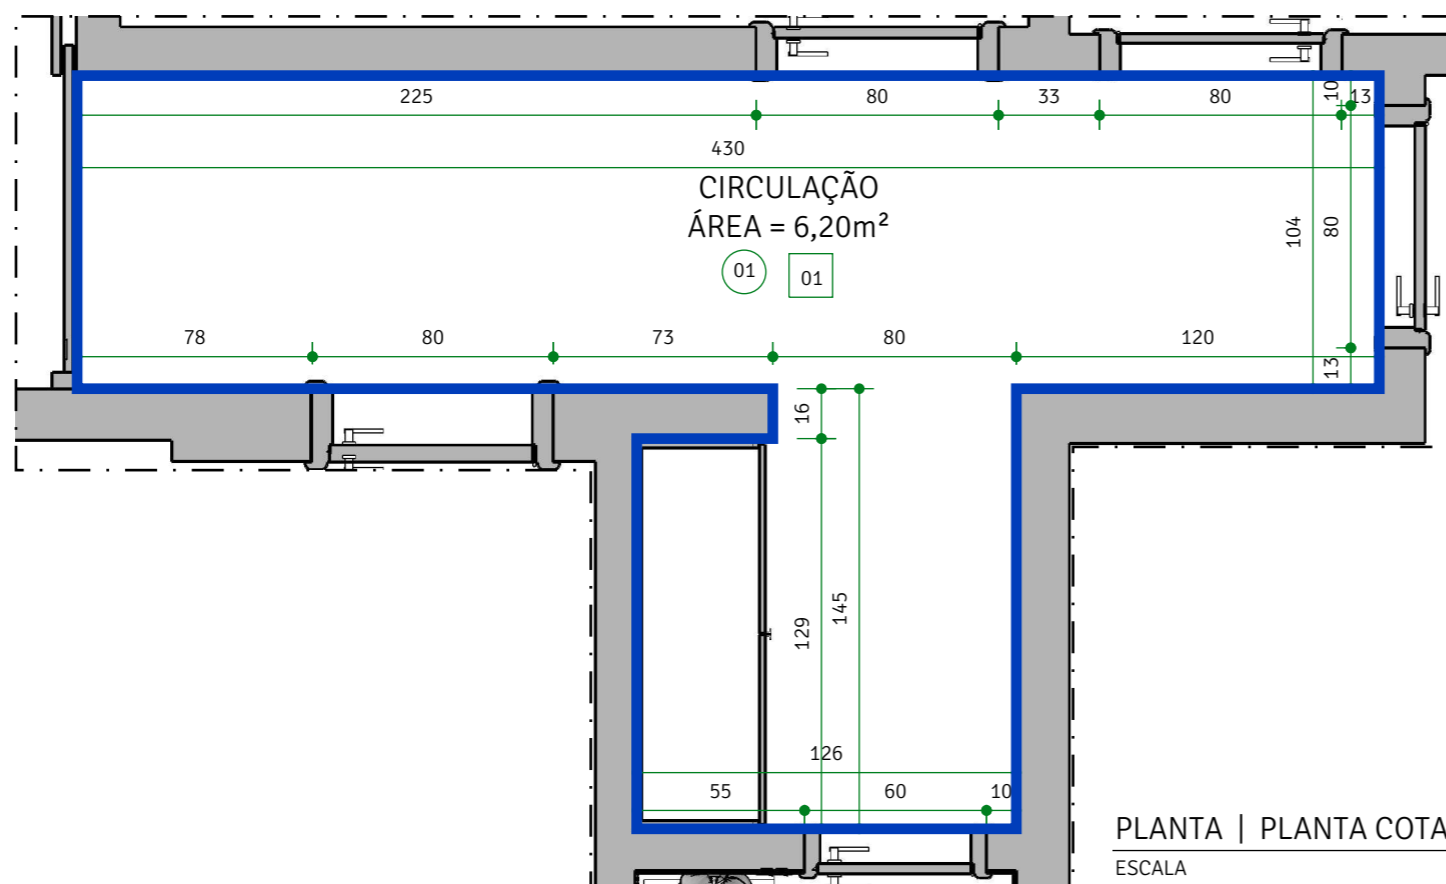 10
225 80 33 80 13
430
CIRCULAÇÃO
ÁREA = 6,20m²
104 80
01 01
78 80 73 80 120
13
16
145
129
126
55 60 10
PLANTA | PLANTA COTA
ESCALA